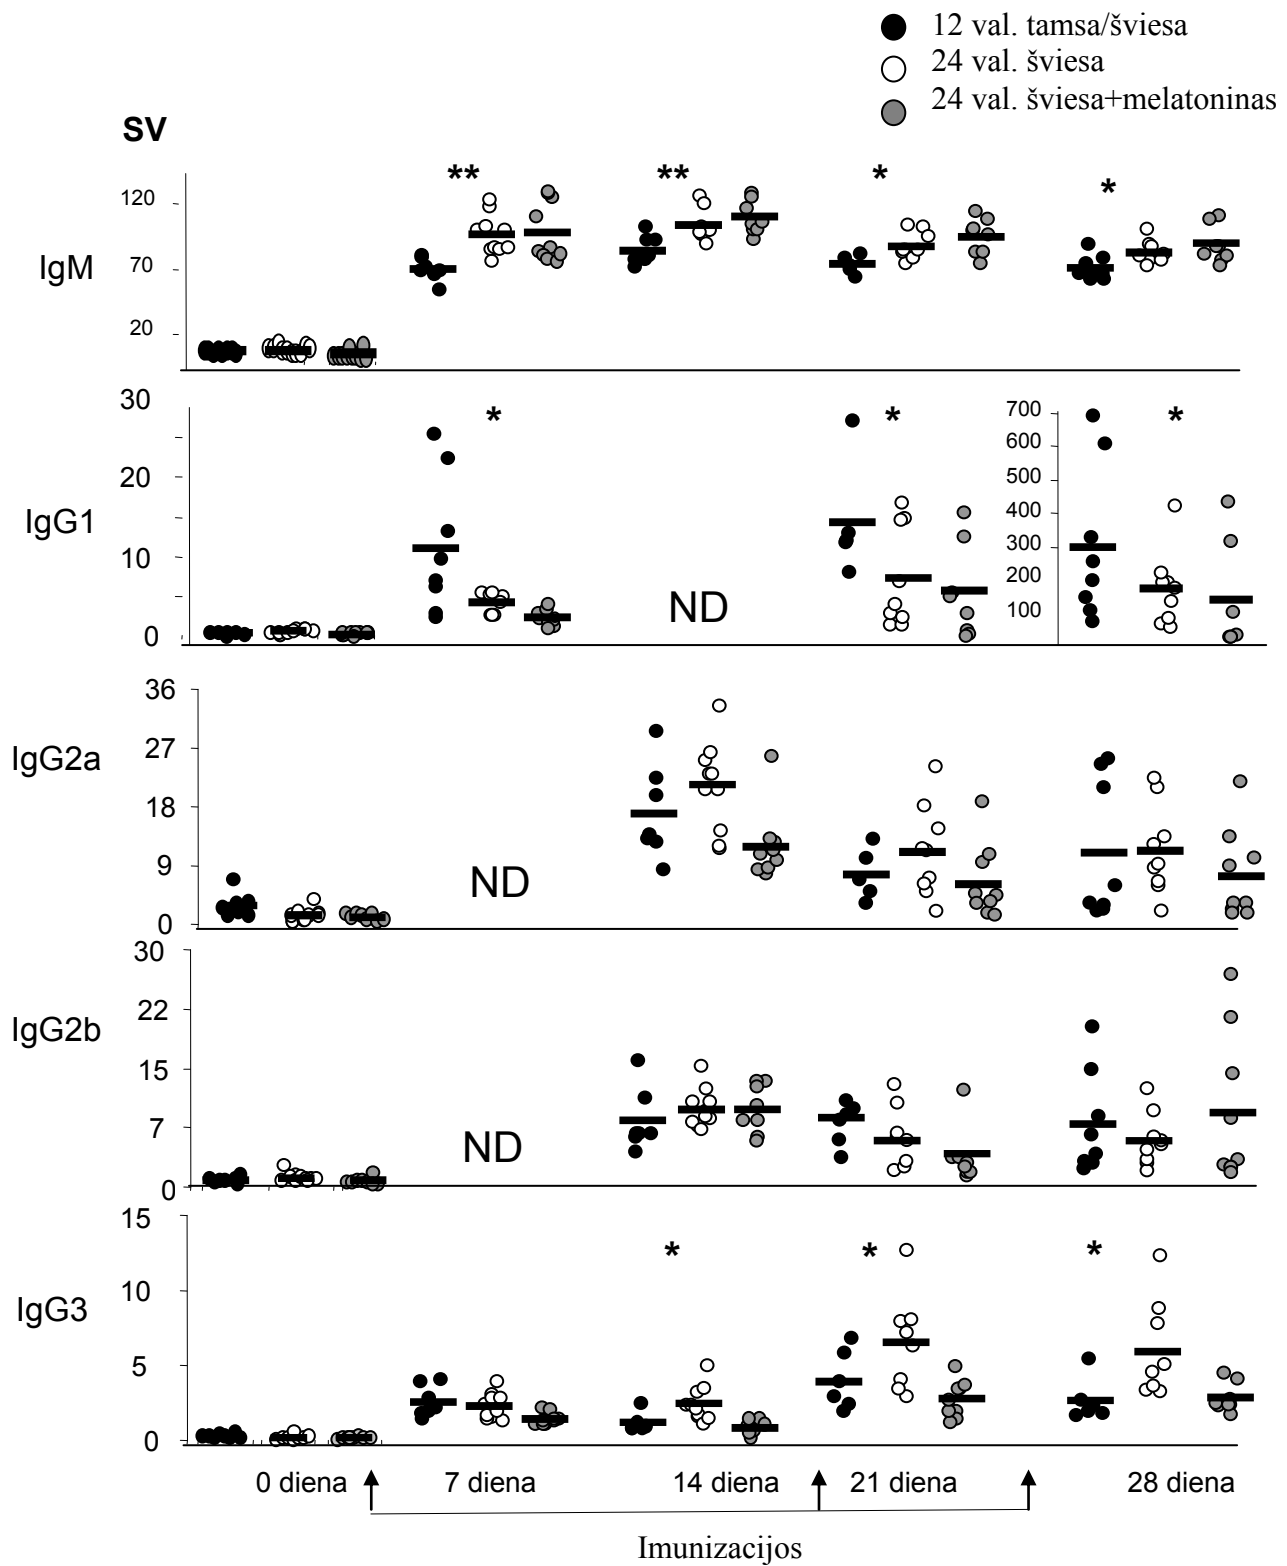 12 val. tamsa/šviesa
24 val. šviesa
24 val. šviesa+melatoninas
SV
** ** * *
120
IgM
70
20
30
* * *
700
600
20
500
IgG1
400
10
300
ND
200
100
0
36
27
IgG2a
18
9
ND
0
30
22
IgG2b
15
7
ND
0
15
* * *
10
IgG3
5
0
0 diena 7 diena 14 diena 21 diena 28 diena
Imunizacijos